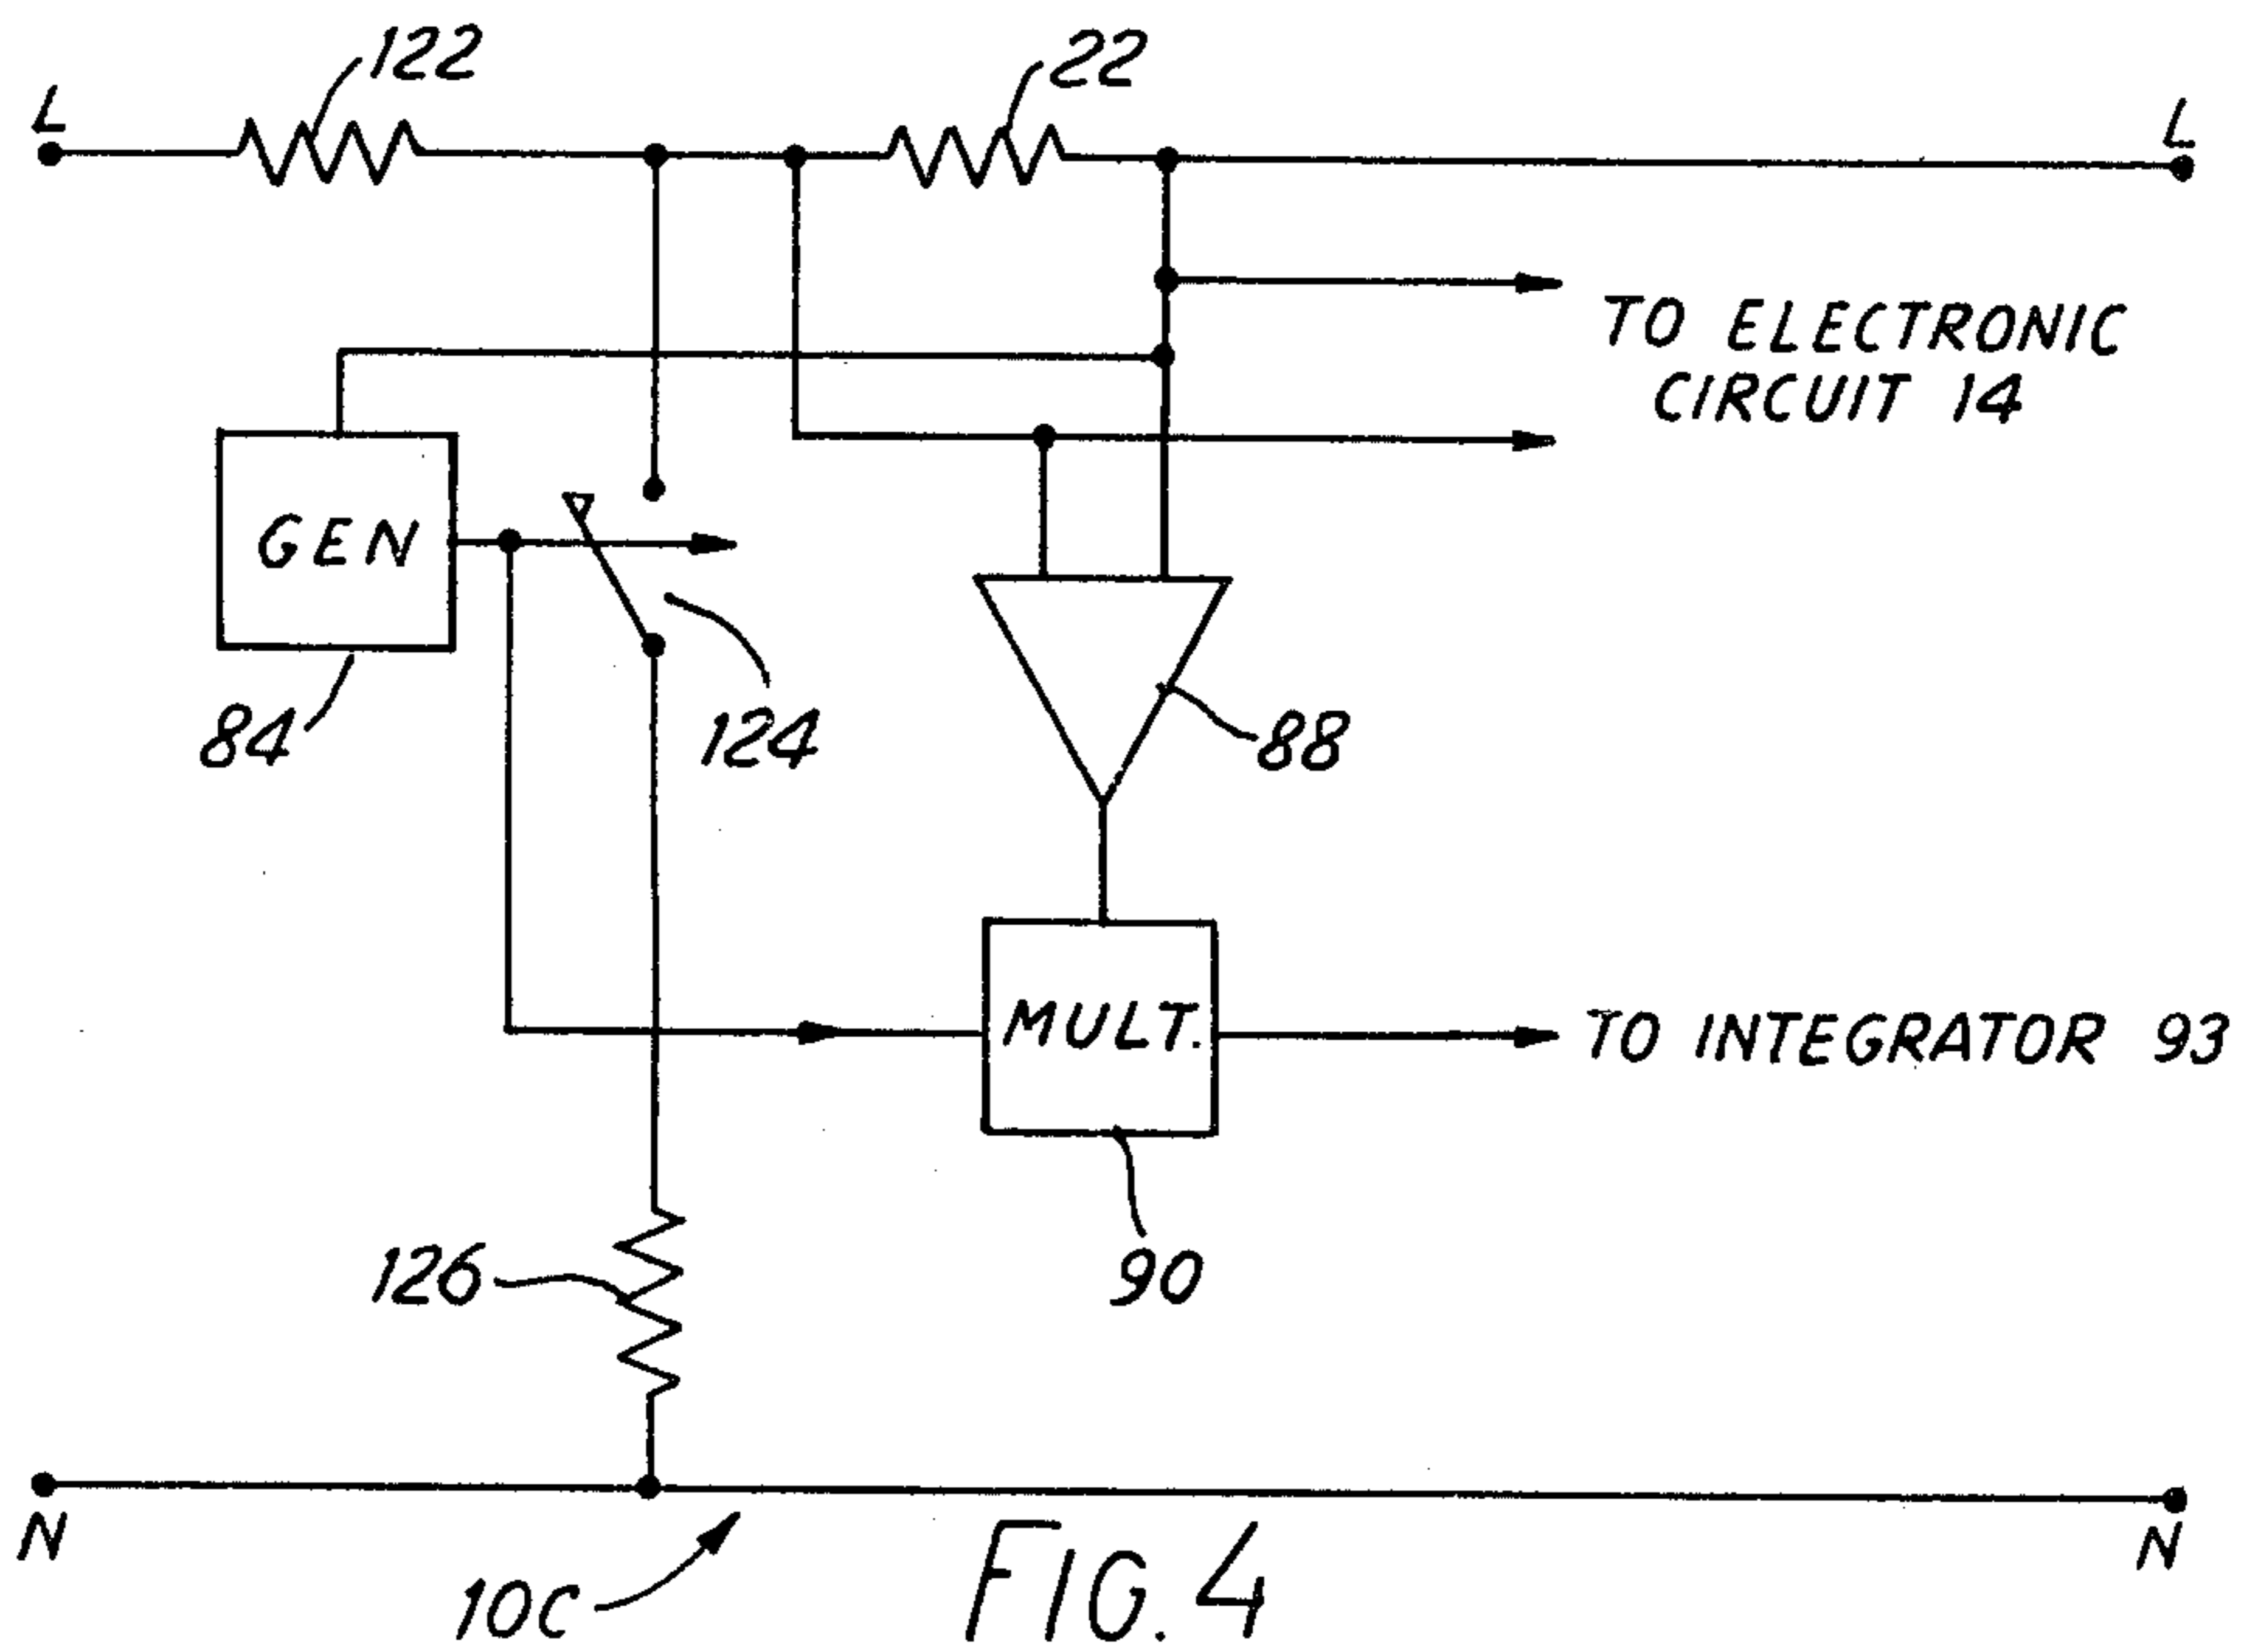 122
22
L
L
TO ELECTRONIC
CIRCUIT 14
GEN
84
124
88
MULT.
TO INTEGRATOR 93
126
90
N
N
10C
FIG. 4